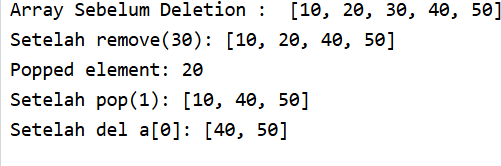 Array Sebelum Deletion :  [10, 20, 30, 40, 50]
Setelah remove(30): [10, 20, 40, 50]
Popped element: 20
Setelah pop(1): [10, 40, 50]
Setelah del a[0]: [40, 50]